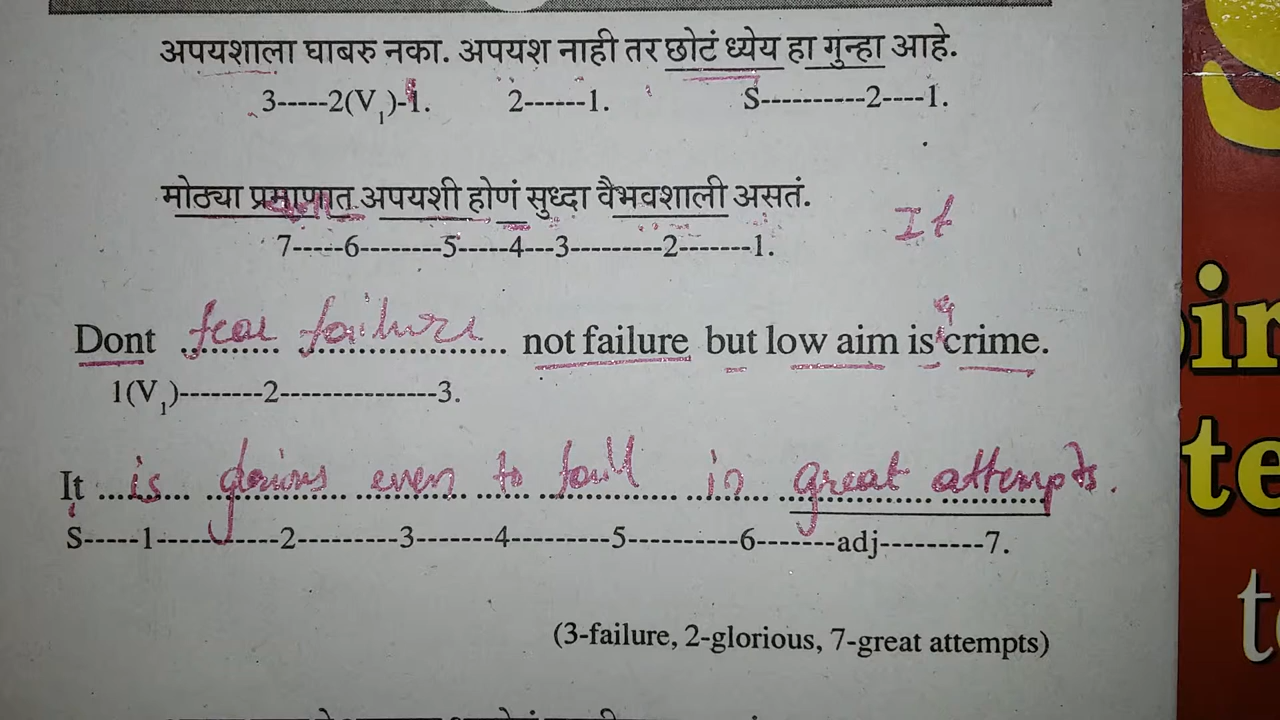 अपयशाला घाबरु नका. अपयश नाही तर छोटं ध्येय हा गुन्हा आहे.
3-----2(V1)-1. 2------1. S----------2----1.
मोठ्या प्रमाणात अपयशी होणं सुध्दा वैभवशाली असतं.
It
7-----6--------5-----4---3---------2-------1.
Dont fear failure not failure but low aim is a crime.
1(V1)--------2---------------3.
It is glorious even to fail in great attempts.
S-----1------------2---------3-------4---------5----------6-------adj---------7.
(3-failure, 2-glorious, 7-great attempts)